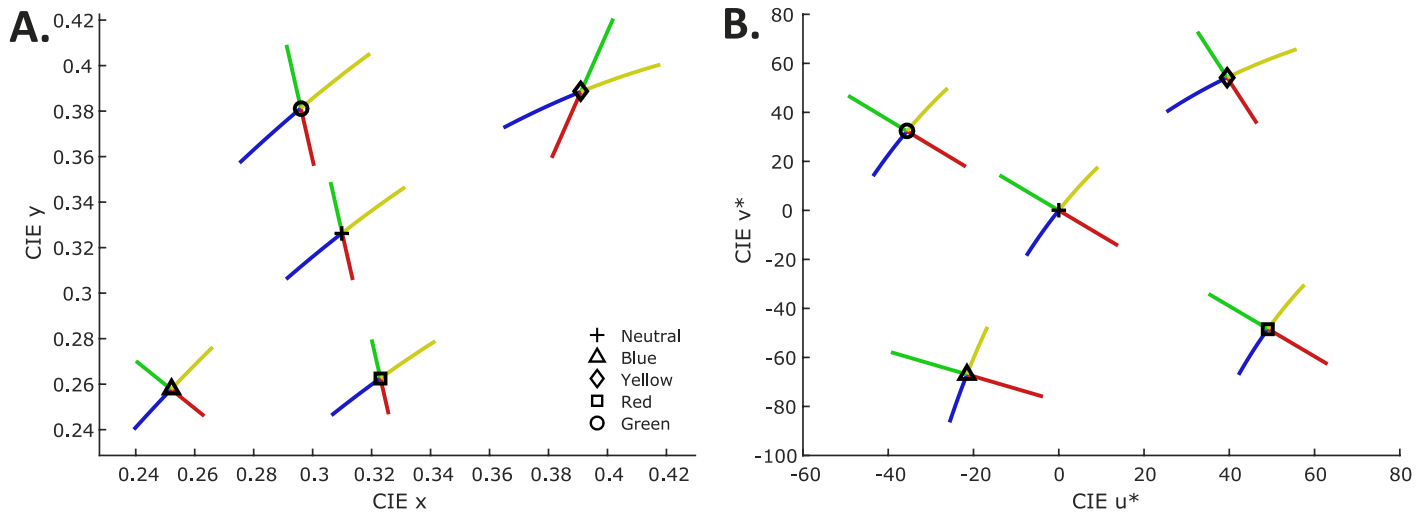 A.
0.42
0.4
0.38
0.36
0.34
0.32
0.3
0.28
0.26
0.24
CIE y
0.24 0.26 0.28 0.3 0.32 0.34 0.36 0.38 0.4 0.42
CIE x
Neutral
Blue
Yellow
Red
Green
B.
80
60
40
20
0
-20
-40
-60
-80
-100
CIE v*
-60 -40 -20 0 20 40 60 80
CIE u*